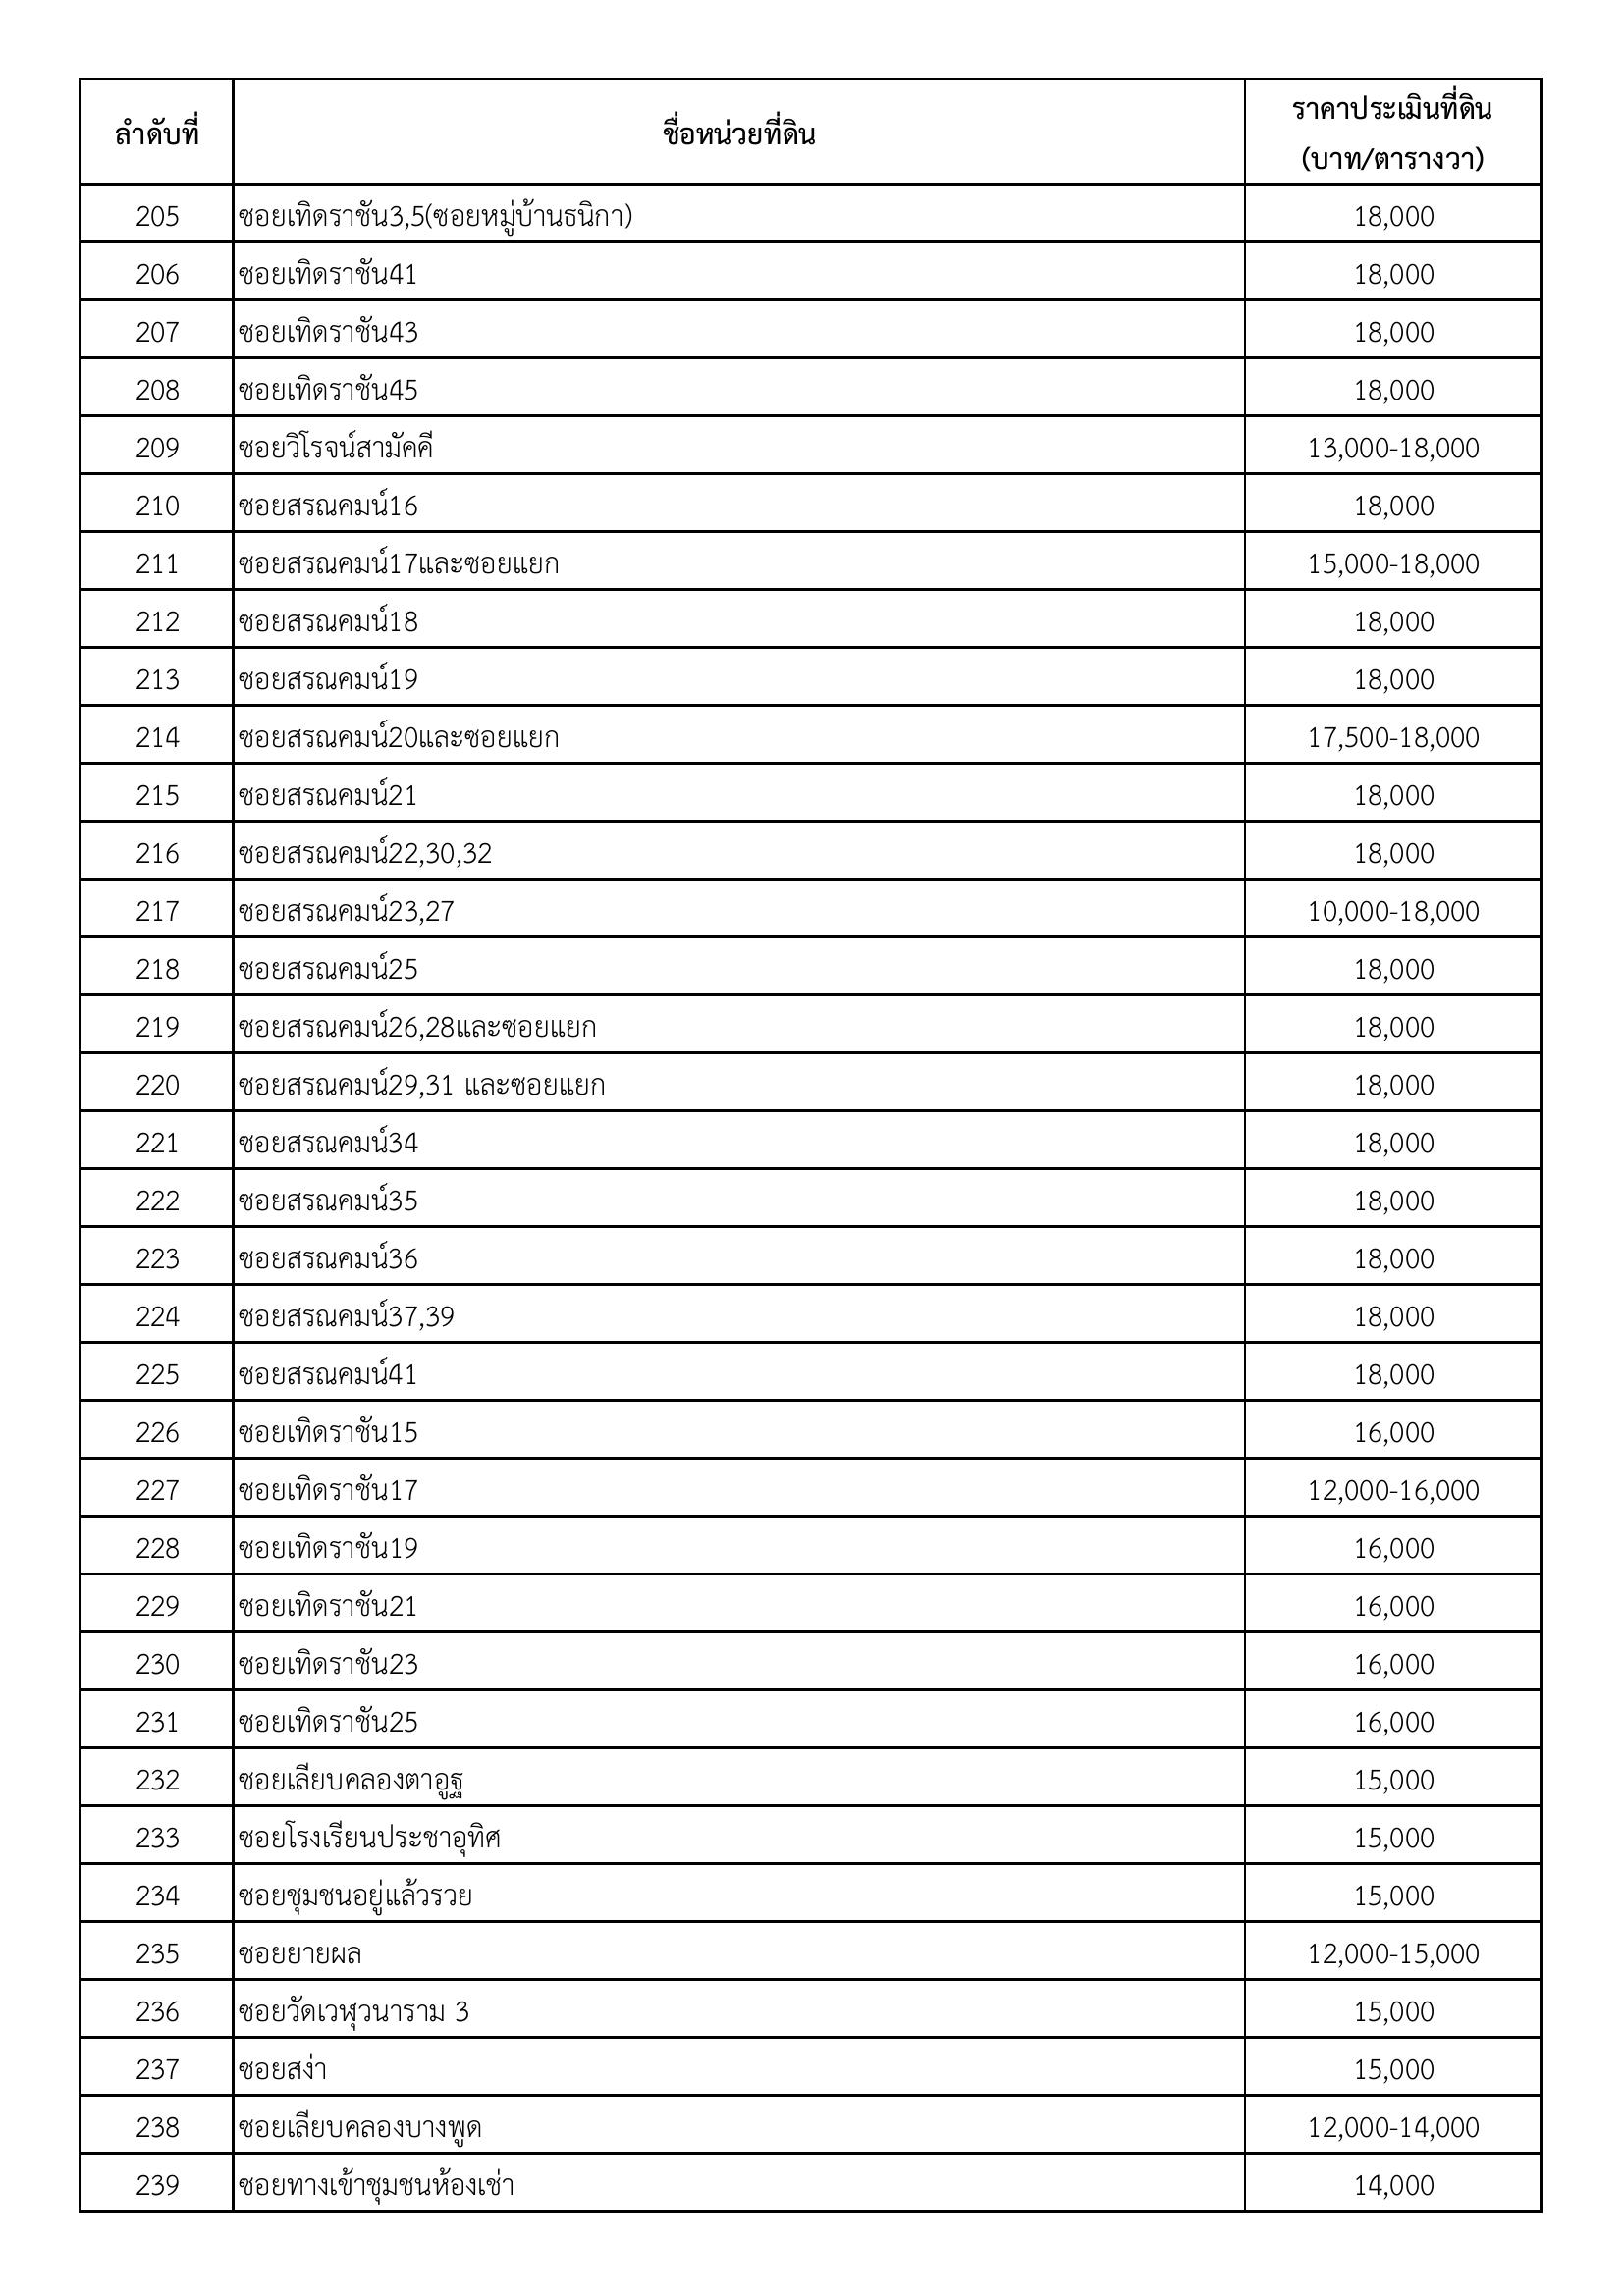 ลำดับที่ ชื่อหน่วยที่ดิน ราคาประเมินที่ดิน
(บาท/ตารางวา)
205 ซอยเทิดราชัน3,5(ซอยหมู่บ้านธนิกา) 18,000
206 ซอยเทิดราชัน41 18,000
207 ซอยเทิดราชัน43 18,000
208 ซอยเทิดราชัน45 18,000
209 ซอยวิโรจน์สามัคคี 13,000-18,000
210 ซอยสรณคมน์16 18,000
211 ซอยสรณคมน์17และซอยแยก 15,000-18,000
212 ซอยสรณคมน์18 18,000
213 ซอยสรณคมน์19 18,000
214 ซอยสรณคมน์20และซอยแยก 17,500-18,000
215 ซอยสรณคมน์21 18,000
216 ซอยสรณคมน์22,30,32 18,000
217 ซอยสรณคมน์23,27 10,000-18,000
218 ซอยสรณคมน์25 18,000
219 ซอยสรณคมน์26,28และซอยแยก 18,000
220 ซอยสรณคมน์29,31 และซอยแยก 18,000
221 ซอยสรณคมน์34 18,000
222 ซอยสรณคมน์35 18,000
223 ซอยสรณคมน์36 18,000
224 ซอยสรณคมน์37,39 18,000
225 ซอยสรณคมน์41 18,000
226 ซอยเทิดราชัน15 16,000
227 ซอยเทิดราชัน17 12,000-16,000
228 ซอยเทิดราชัน19 16,000
229 ซอยเทิดราชัน21 16,000
230 ซอยเทิดราชัน23 16,000
231 ซอยเทิดราชัน25 16,000
232 ซอยเลียบคลองตาอูฐ 15,000
233 ซอยโรงเรียนประชาอุทิศ 15,000
234 ซอยชุมชนอยู่แล้วรวย 15,000
235 ซอยยายผล 12,000-15,000
236 ซอยวัดเวฬุวนาราม 3 15,000
237 ซอยสง่า 15,000
238 ซอยเลียบคลองบางพูด 12,000-14,000
239 ซอยทางเข้าชุมชนห้องเช่า 14,000